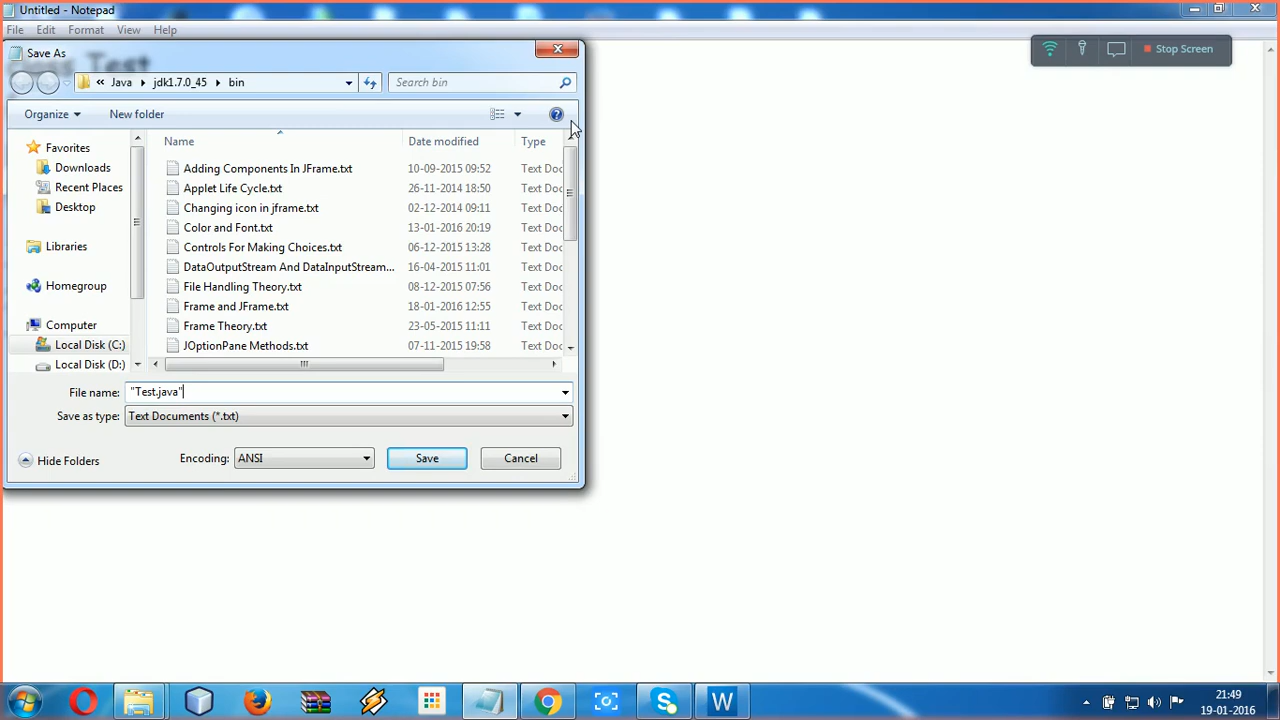 Untitled - Notepad
File Edit Format View Help
Stop Screen
Save As
Test
« Java jdk1.7.0_45 bin
Search bin
Organize New folder
Name Date modified Type
Favorites
Downloads
Recent Places
Desktop
Libraries
Homegroup
Computer
Local Disk (C:)
Local Disk (D:)
Adding Components In JFrame.txt 10-09-2015 09:52 Text Doc
Applet Life Cycle.txt 26-11-2014 18:50 Text Doc
Changing icon in jframe.txt 02-12-2014 09:11 Text Doc
Color and Font.txt 13-01-2016 20:19 Text Doc
Controls For Making Choices.txt 06-12-2015 13:28 Text Doc
DataOutputStream And DataInputStream... 16-04-2015 11:01 Text Doc
File Handling Theory.txt 08-12-2015 07:56 Text Doc
Frame and JFrame.txt 18-01-2016 12:55 Text Doc
Frame Theory.txt 23-05-2015 11:11 Text Doc
JOptionPane Methods.txt 07-11-2015 19:58 Text Doc
File name: "Test.java"
Save as type: Text Documents (*.txt)
Hide Folders Encoding: ANSI Save Cancel
21:49
19-01-2016